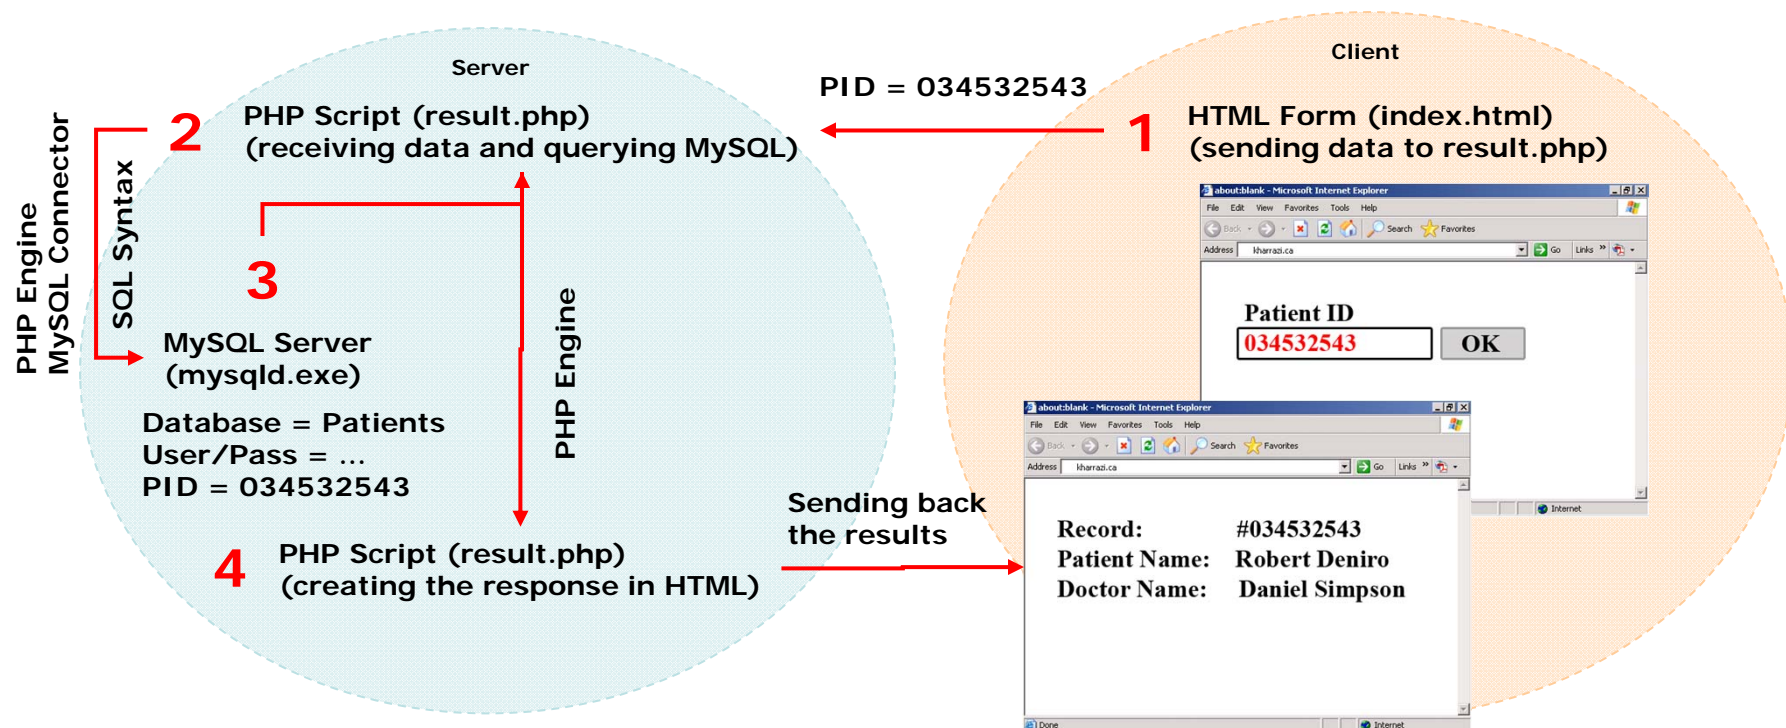 Server
Client
PID = 034532543
2
PHP Script (result.php)
(receiving data and querying MySQL)
1
HTML Form (index.html)
(sending data to result.php)
PHP Engine
MySQL Connector
SQL Syntax
3
MySQL Server
(mysqld.exe)
Database = Patients
User/Pass = ...
PID = 034532543
PHP Engine
4
PHP Script (result.php)
(creating the response in HTML)
Sending back
the results
about:blank - Microsoft Internet Explorer
File Edit View Favorites Tools Help
Back Search Favorites
Address kharrazi.ca Go Links »
Patient ID
034532543 OK
Internet
about:blank - Microsoft Internet Explorer
File Edit View Favorites Tools Help
Back Search Favorites
Address kharrazi.ca Go Links »
Record: #034532543
Patient Name: Robert Deniro
Doctor Name: Daniel Simpson
Done Internet